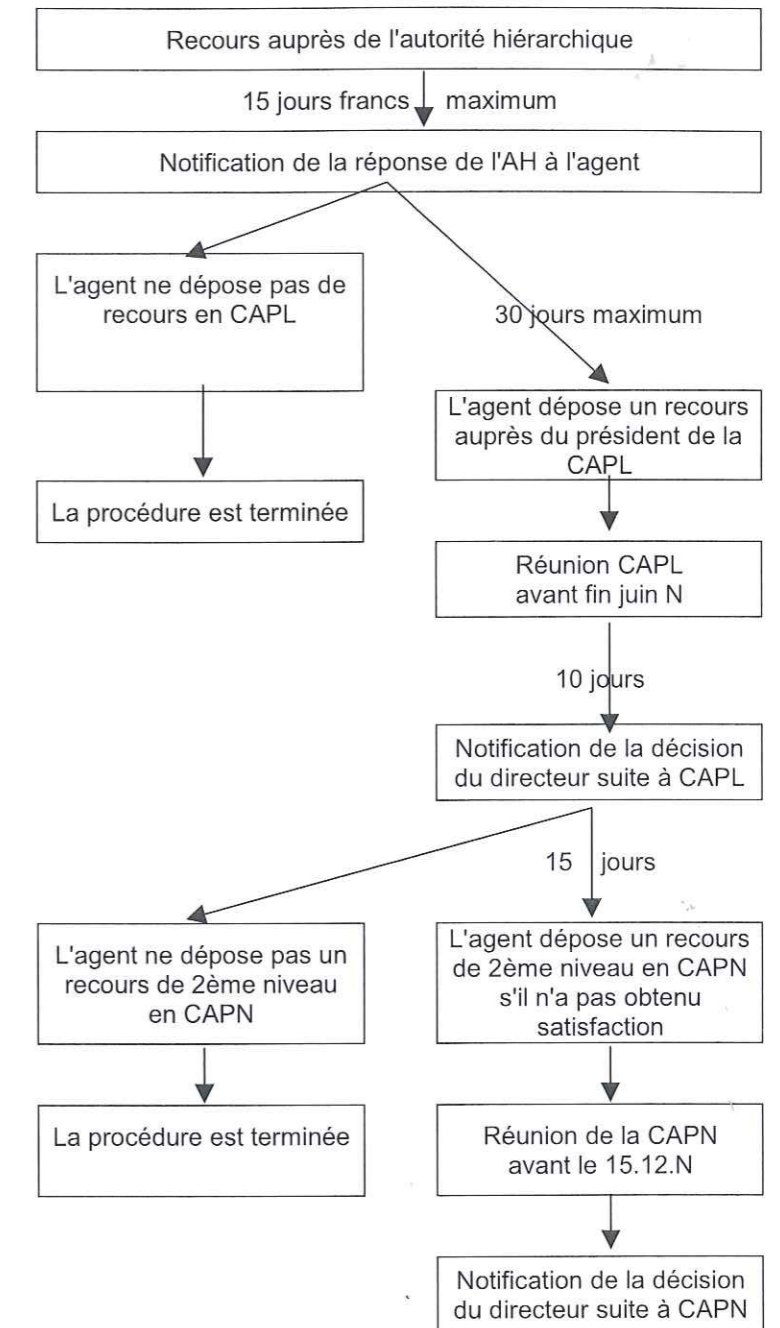 Recours auprès de l'autorité hiérarchique
15 jours francs maximum
Notification de la réponse de l'AH à l'agent
L'agent ne dépose pas de
recours en CAPL
30 jours maximum
L'agent dépose un recours
auprès du président de la
CAPL
La procédure est terminée
Réunion CAPL
avant fin juin N
10 jours
Notification de la décision
du directeur suite à CAPL
15 jours
L'agent ne dépose pas un
recours de 2ème niveau
en CAPN
L'agent dépose un recours
de 2ème niveau en CAPN
s'il n'a pas obtenu
satisfaction
La procédure est terminée
Réunion de la CAPN
avant le 15.12.N
Notification de la décision
du directeur suite à CAPN